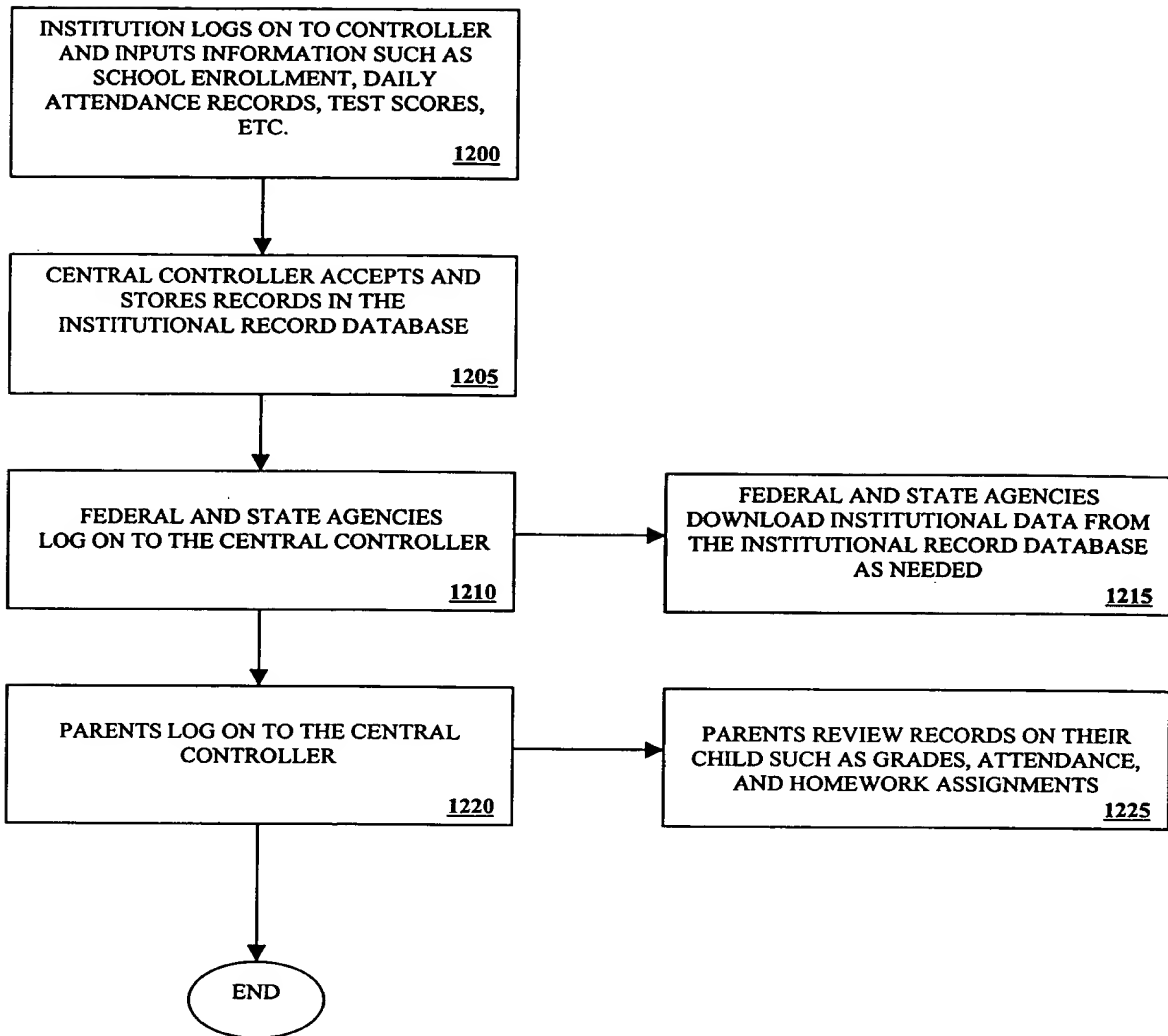 INSTITUTION LOGS ON TO CONTROLLER
AND INPUTS INFORMATION SUCH AS
SCHOOL ENROLLMENT, DAILY
ATTENDANCE RECORDS, TEST SCORES,
ETC.
1200
CENTRAL CONTROLLER ACCEPTS AND
STORES RECORDS IN THE
INSTITUTIONAL RECORD DATABASE
1205
FEDERAL AND STATE AGENCIES
LOG ON TO THE CENTRAL CONTROLLER
1210
FEDERAL AND STATE AGENCIES
DOWNLOAD INSTITUTIONAL DATA FROM
THE INSTITUTIONAL RECORD DATABASE
AS NEEDED
1215
PARENTS LOG ON TO THE CENTRAL
CONTROLLER
1220
PARENTS REVIEW RECORDS ON THEIR
CHILD SUCH AS GRADES, ATTENDANCE,
AND HOMEWORK ASSIGNMENTS
1225
END